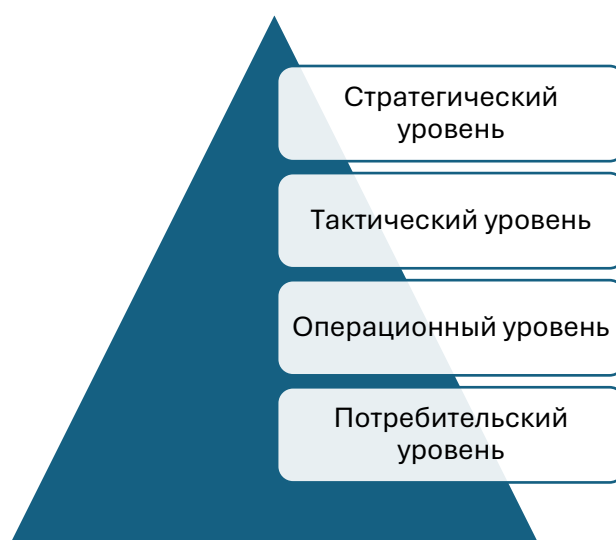 Стратегический
уровень
Тактический уровень
Операционный уровень
Потребительский
уровень